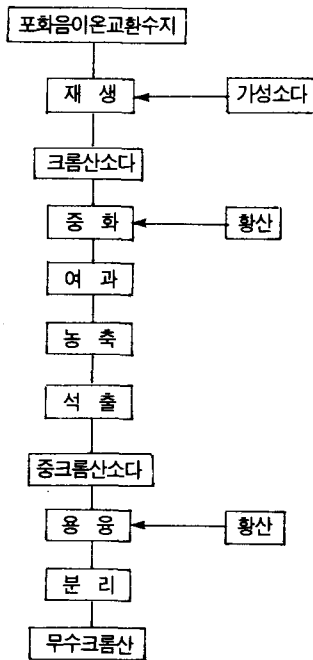 포화음이온교환수지
재 생
가성소다
크롬산소다
중 화
황산
여 과
농 축
석 출
중크롬산소다
용 융
황산
분 리
무수크롬산